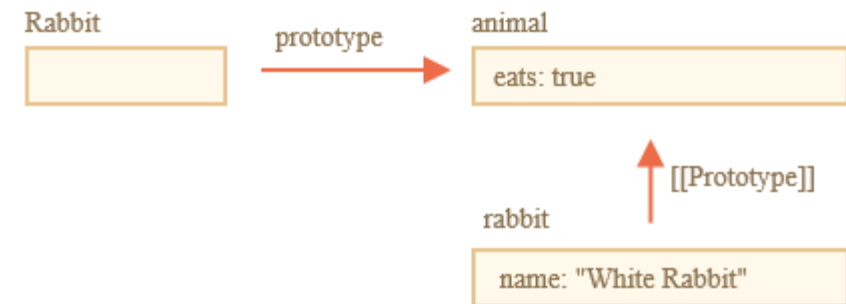 Rabbit
prototype
animal
eats: true
[[Prototype]]
rabbit
name: "White Rabbit"